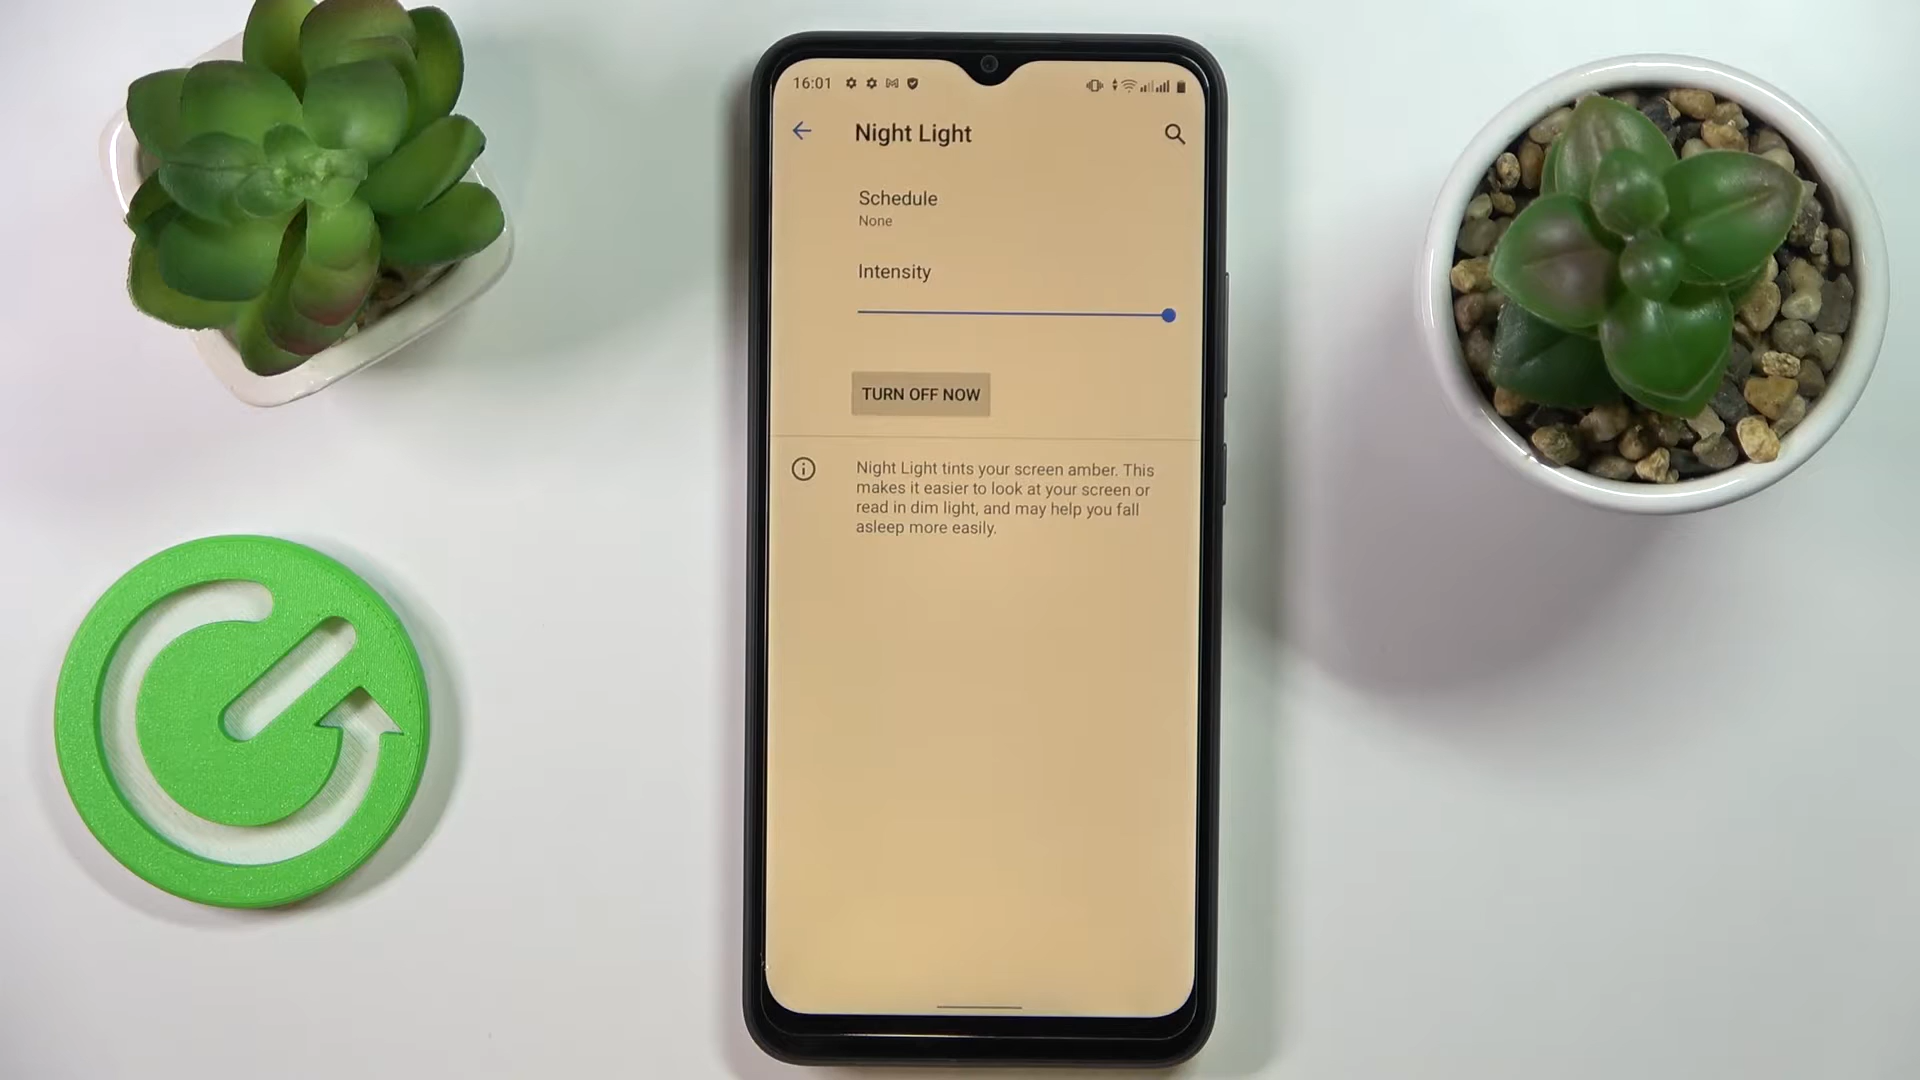 16:01
Night Light
Schedule
None
Intensity
TURN OFF NOW
Night Light tints your screen amber. This
makes it easier to look at your screen or
read in dim light, and may help you fall
asleep more easily.